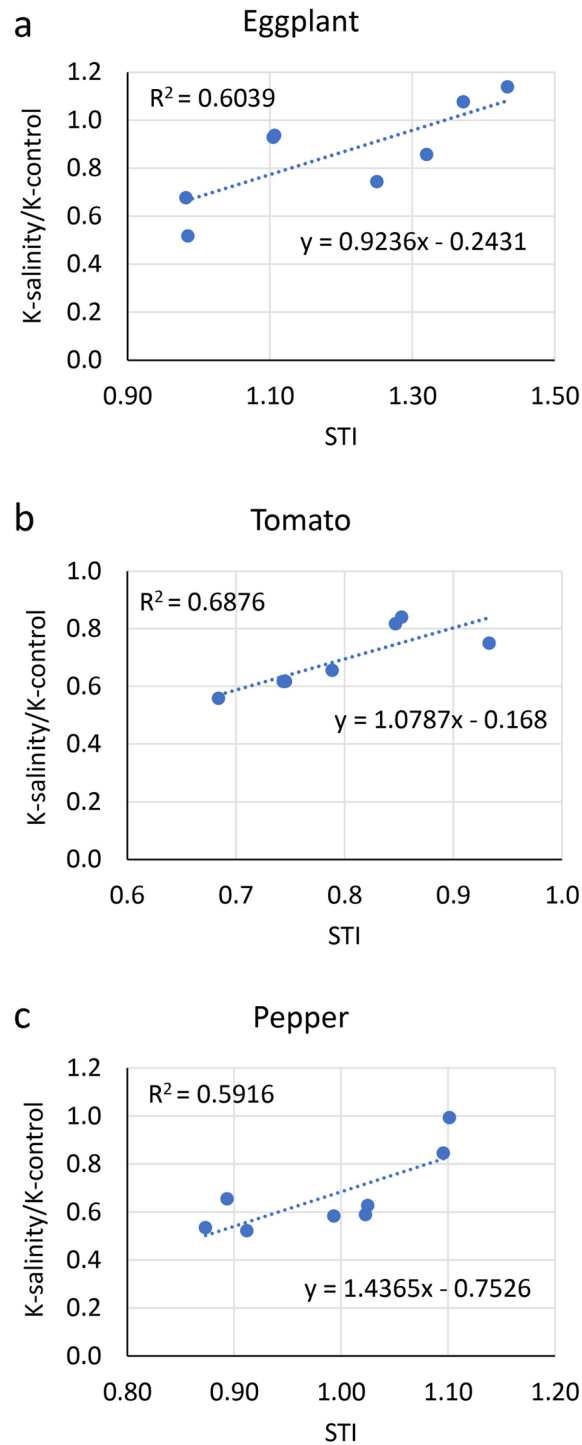 a
Eggplant
K-salinity/K-control
1.2
1.0
0.8
0.6
0.4
0.2
0.0
R² = 0.6039
y = 0.9236x - 0.2431
0.90 1.10 1.30 1.50
STI
b
Tomato
K-salinity/K-control
1.0
0.8
0.6
0.4
0.2
0.0
R² = 0.6876
y = 1.0787x - 0.168
0.6 0.7 0.8 0.9 1.0
STI
c
Pepper
K-salinity/K-control
1.2
1.0
0.8
0.6
0.4
0.2
0.0
R² = 0.5916
y = 1.4365x - 0.7526
0.80 0.90 1.00 1.10 1.20
STI